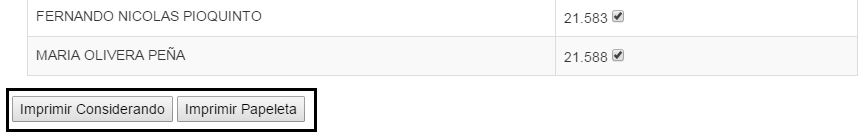 FERNANDO NICOLAS PIOQUINTO 21.583
MARIA OLIVERA PEÑA 21.588
Imprimir Considerando Imprimir Papeleta